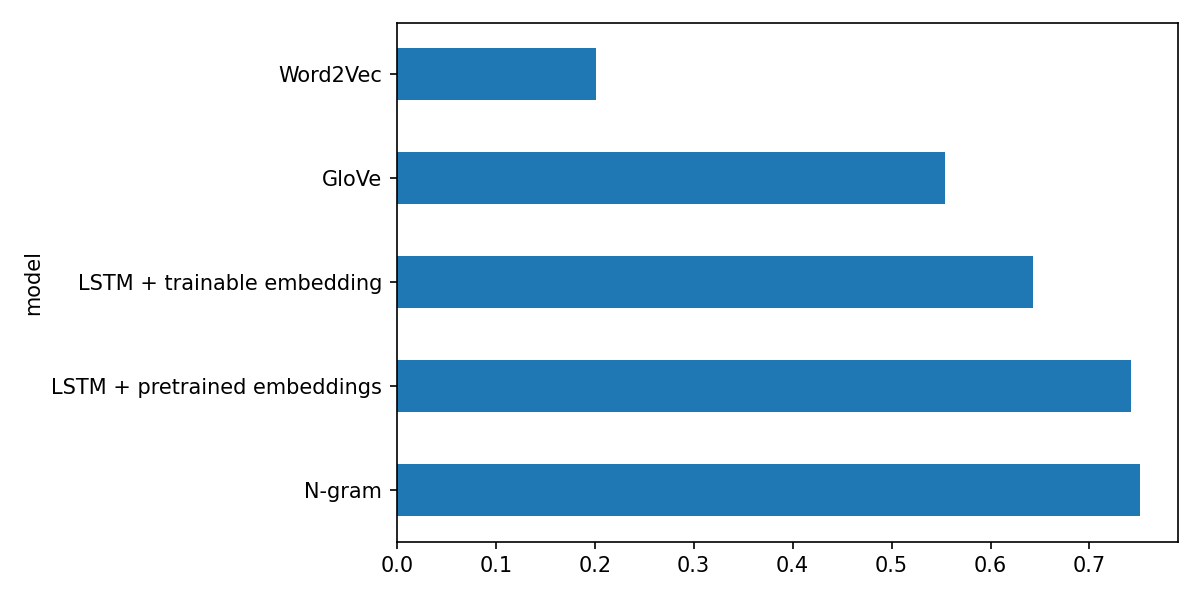 Word2Vec
GloVe
LSTM + trainable embedding
LSTM + pretrained embeddings
N-gram
model
0.0 0.1 0.2 0.3 0.4 0.5 0.6 0.7